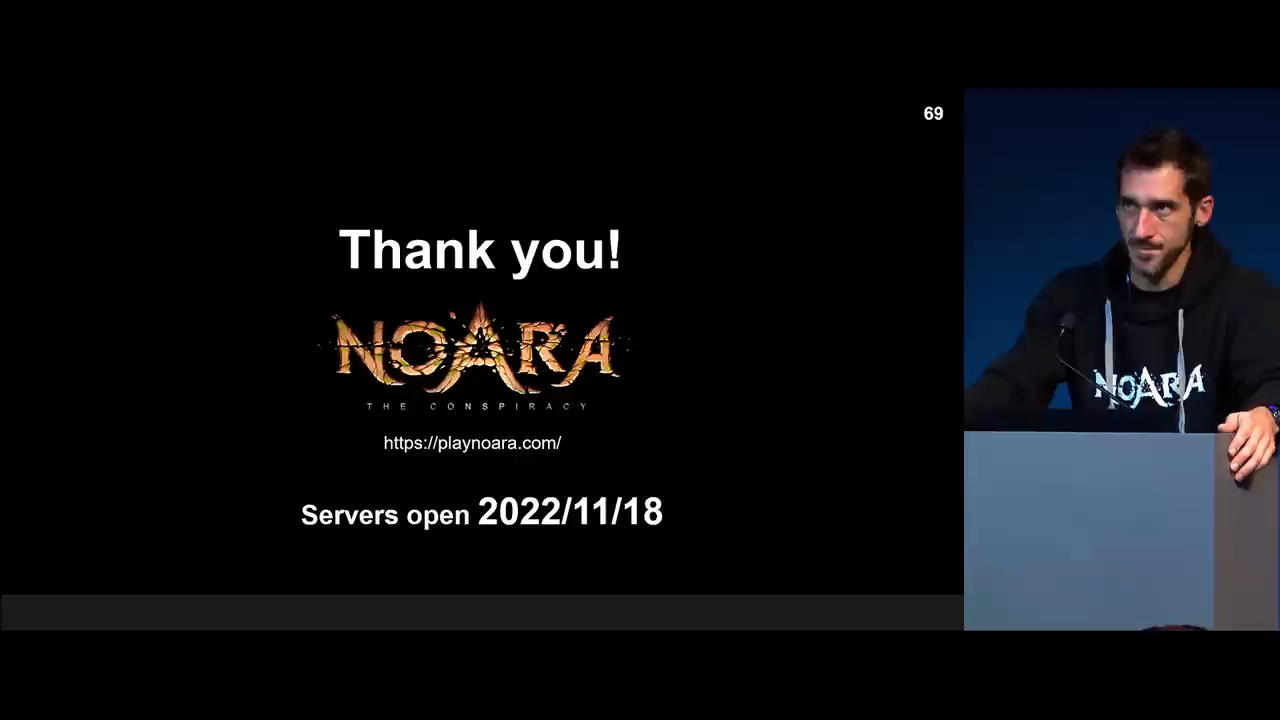 69
Thank you!
NOARA
THE CONSPIRACY
https://playnoara.com/
Servers open 2022/11/18
NOARA